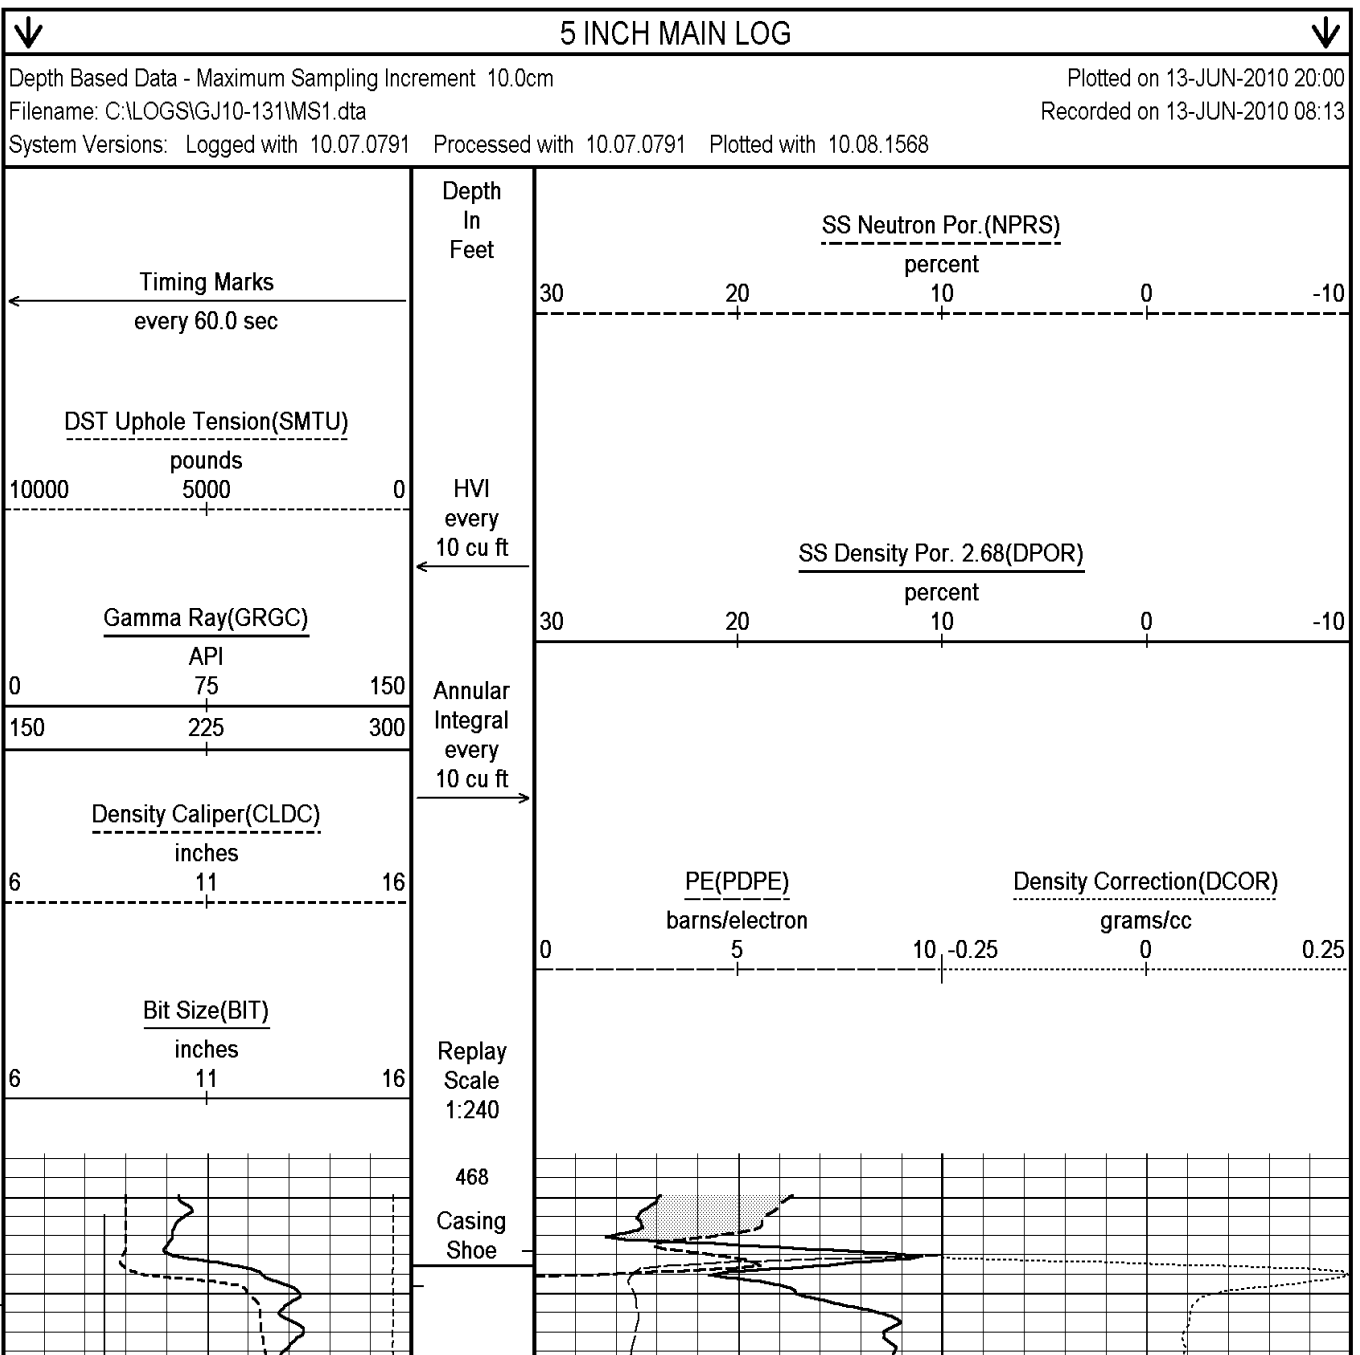 5 INCH MAIN LOG
Depth Based Data - Maximum Sampling Increment 10.0cm
Plotted on 13-JUN-2010 20:00
Filename: C:\LOGS\GJ10-131\MS1.dta
Recorded on 13-JUN-2010 08:13
System Versions: Logged with 10.07.0791 Processed with 10.07.0791 Plotted with 10.08.1568
Timing Marks
every 60.0 sec
DST Uphole Tension(SMTU)
pounds
10000 5000 0
Gamma Ray(GRGC)
API
0 75 150
150 225 300
Density Caliper(CLDC)
inches
6 11 16
Bit Size(BIT)
inches
6 11 16
Depth
In
Feet
HVI
every
10 cu ft
Annular
Integral
every
10 cu ft
Replay
Scale
1:240
468
Casing
Shoe
SS Neutron Por.(NPRS)
percent
30 20 10 0 -10
SS Density Por. 2.68(DPOR)
percent
30 20 10 0 -10
PE(PDPE)
barns/electron
0 5 10
Density Correction(DCOR)
grams/cc
-0.25 0 0.25